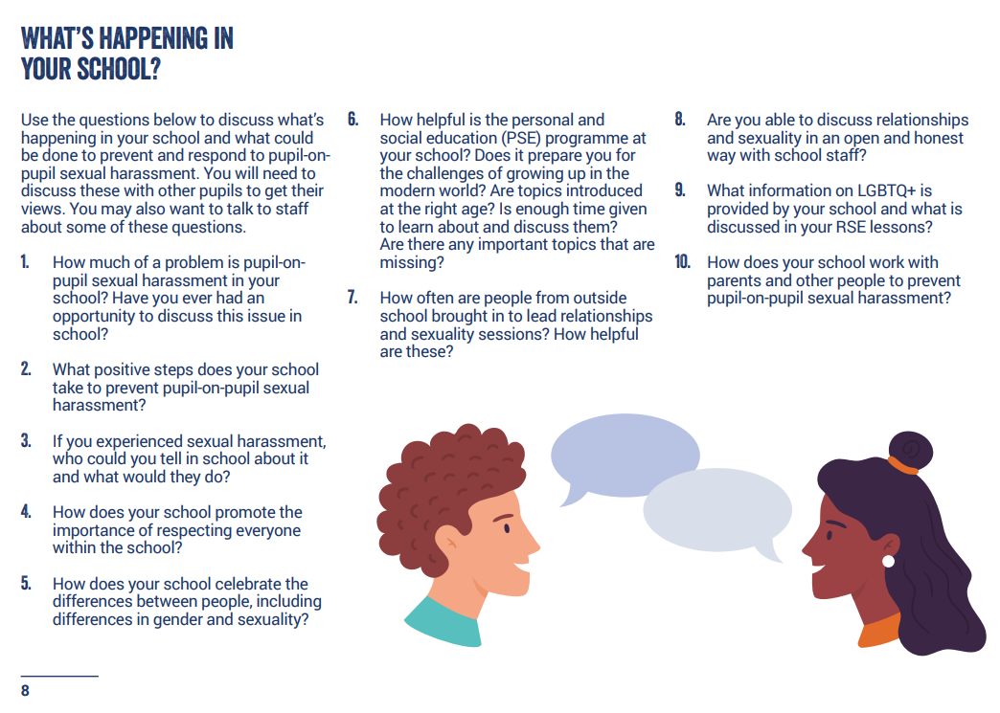 WHAT'S HAPPENING IN
YOUR SCHOOL?
Use the questions below to discuss what's
happening in your school and what could
be done to prevent and respond to pupil-on-
pupil sexual harassment. You will need to
discuss these with other pupils to get their
views. You may also want to talk to staff
about some of these questions.
1. How much of a problem is pupil-on-
pupil sexual harassment in your
school? Have you ever had an
opportunity to discuss this issue in
school?
2. What positive steps does your school
take to prevent pupil-on-pupil sexual
harassment?
3. If you experienced sexual harassment,
who could you tell in school about it
and what would they do?
4. How does your school promote the
importance of respecting everyone
within the school?
5. How does your school celebrate the
differences between people, including
differences in gender and sexuality?
6. How helpful is the personal and
social education (PSE) programme at
your school? Does it prepare you for
the challenges of growing up in the
modern world? Are topics introduced
at the right age? Is enough time given
to learn about and discuss them?
Are there any important topics that are
missing?
7. How often are people from outside
school brought in to lead relationships
and sexuality sessions? How helpful
are these?
8. Are you able to discuss relationships
and sexuality in an open and honest
way with school staff?
9. What information on LGBTQ+ is
provided by your school and what is
discussed in your RSE lessons?
10. How does your school work with
parents and other people to prevent
pupil-on-pupil sexual harassment?
8